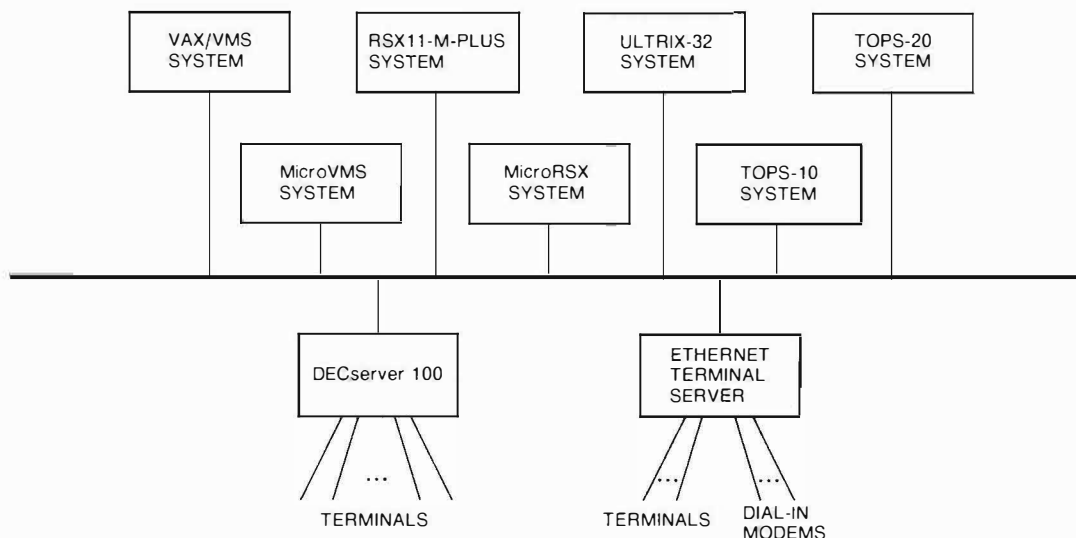 VAX/VMS
SYSTEM
RSX11-M-PLUS
SYSTEM
ULTRIX-32
SYSTEM
TOPS-20
SYSTEM
MicroVMS
SYSTEM
MicroRSX
SYSTEM
TOPS-10
SYSTEM
DECserver 100
ETHERNET
TERMINAL
SERVER
...
TERMINALS
...
TERMINALS
...
DIAL-IN
MODEMS